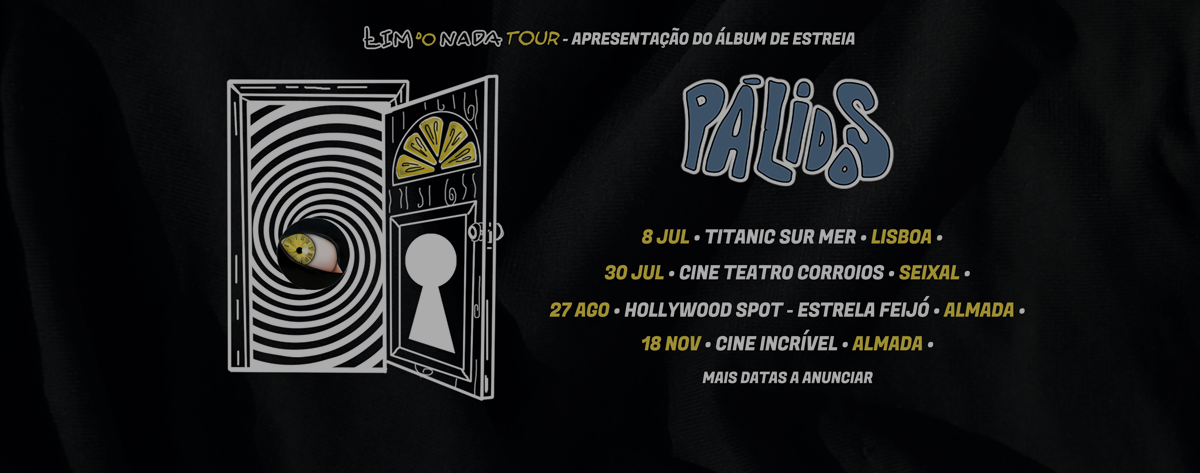 LIM°O NADA TOUR - APRESENTAÇÃO DO ÁLBUM DE ESTREIA
PÁLIDOS
8 JUL • TITANIC SUR MER • LISBOA •
30 JUL • CINE TEATRO CORROIOS • SEIXAL •
27 AGO • HOLLYWOOD SPOT - ESTRELA FEIJÓ • ALMADA •
18 NOV • CINE INCRÍVEL • ALMADA •
MAIS DATAS A ANUNCIAR